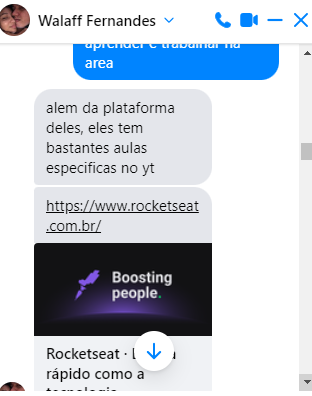 Walaff Fernandes
aprender e trabalhar na
area
alem da plataforma
deles, eles tem
bastantes aulas
especificas no yt
https://www.rocketseat
.com.br/
Boosting
people.
Rocketseat ·
rápido como a
tecnologia